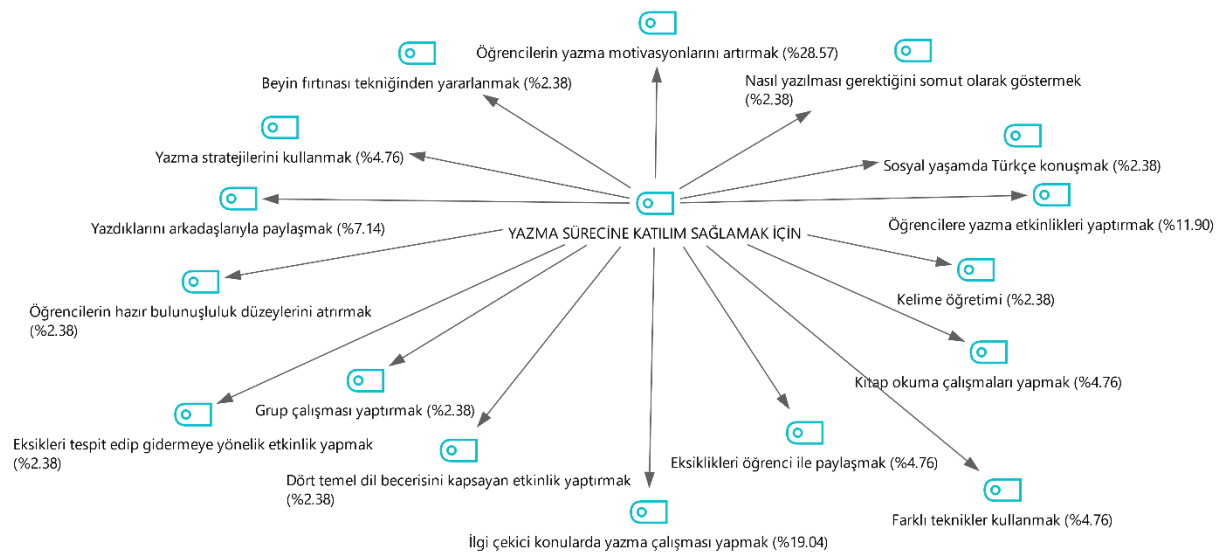 Öğrencilerin yazma motivasyonlarını artırmak (%28.57)
Beyin fırtınası tekniğinden yararlanmak (%2.38)
Nasıl yazılması gerektiğini somut olarak göstermek
(%2.38)
Yazma stratejilerini kullanmak (%4.76)
Sosyal yaşamda Türkçe konuşmak (%2.38)
Yazdıklarını arkadaşlarıyla paylaşmak (%7.14)
Öğrencilere yazma etkinlikleri yaptırmak (%11.90)
YAZMA SÜRECİNE KATILIM SAĞLAMAK İÇİN
Öğrencilerin hazır bulunuşluluk düzeylerini atrırmak
(%2.38)
Kelime öğretimi (%2.38)
Kitap okuma çalışmaları yapmak (%4.76)
Grup çalışması yaptırmak (%2.38)
Eksikleri tespit edip gidermeye yönelik etkinlik yapmak
(%2.38)
Eksiklikleri öğrenci ile paylaşmak (%4.76)
Dört temel dil becerisini kapsayan etkinlik yaptırmak
(%2.38)
Farklı teknikler kullanmak (%4.76)
İlgi çekici konularda yazma çalışması yapmak (%19.04)